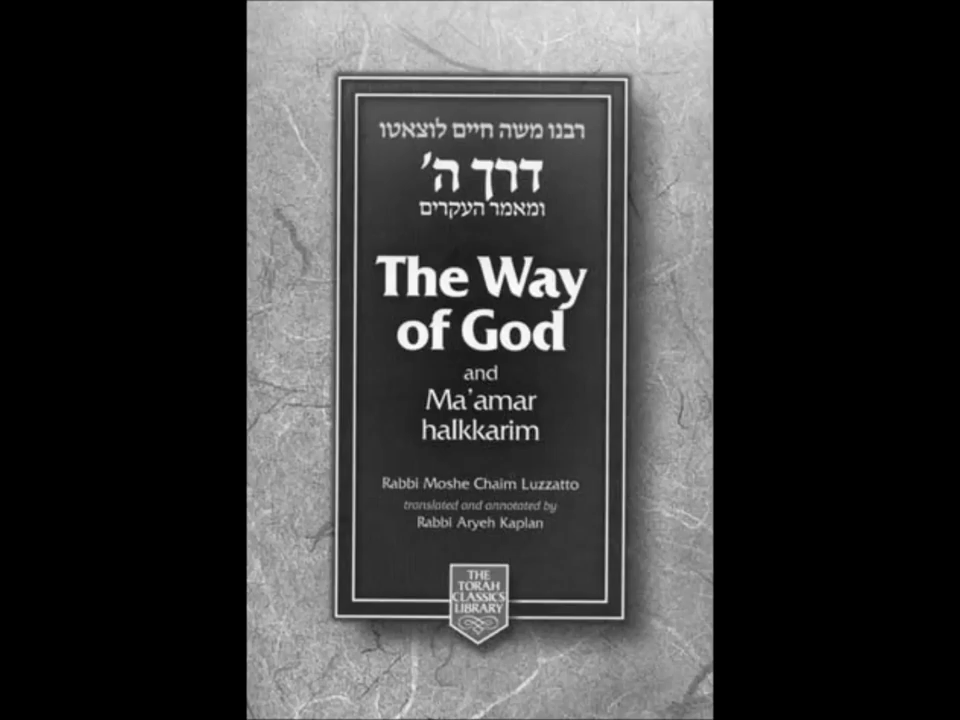 רבנו משה חיים לוצאטו
דרך ה׳
ומאמר העקרים
The Way
of God
and
Ma'amar
halkkarim
Rabbi Moshe Chaim Luzzatto
translated and annotated by
Rabbi Aryeh Kaplan
THE
TORAH
CLASSICS
LIBRARY